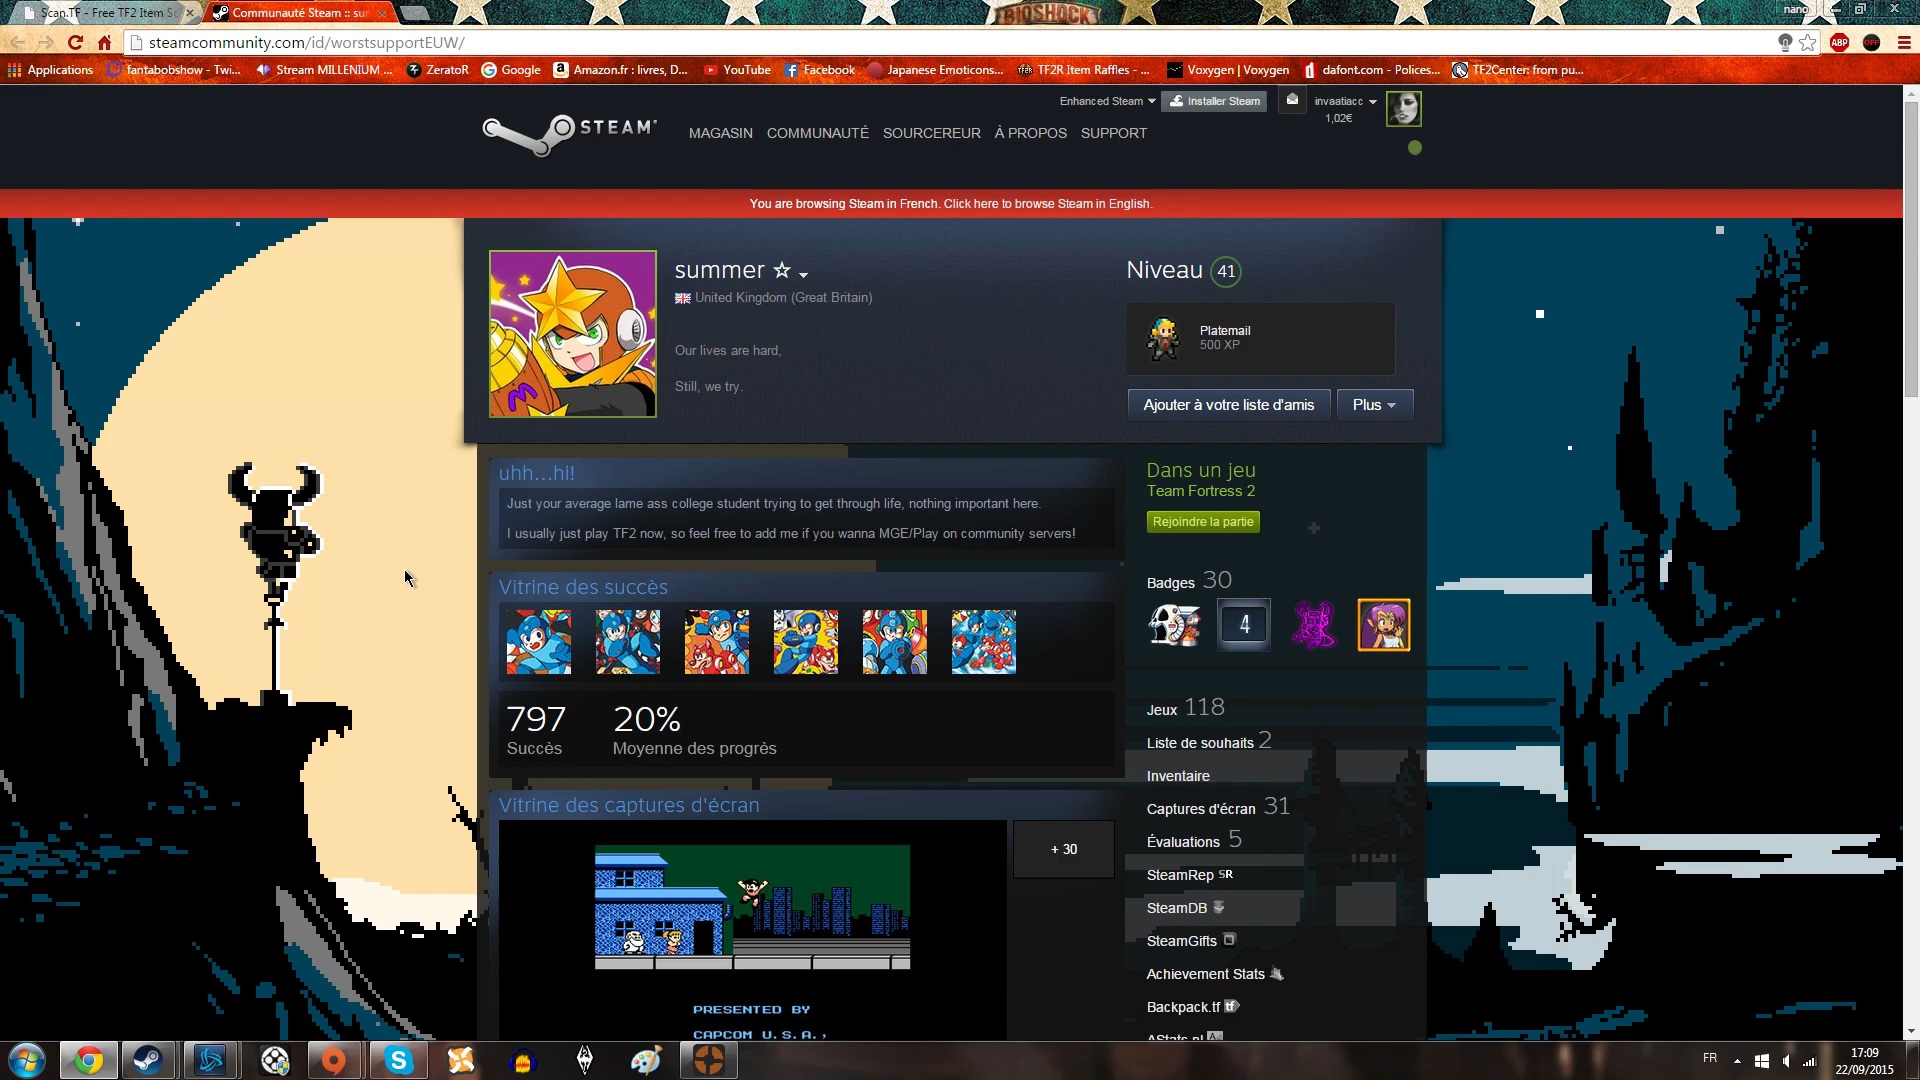 Scan.TF - Free TF2 Item S
Communauté Steam :: sum
BIOSHOCK
nano
steamcommunity.com/id/worstsupportEUW/
ABP
OFF
Applications
fantabobshow - Twi...
Stream MILLENIUM ...
ZeratoR
Google
Amazon.fr : livres, D...
YouTube
Facebook
Japanese Emoticons...
TF2R Item Raffles - ...
Voxygen | Voxygen
dafont.com - Polices...
TF2Center: from pu...
Enhanced Steam
Installer Steam
invaatiacc
1,02€
STEAM
MAGASIN
COMMUNAUTÉ
SOURCEREUR
À PROPOS
SUPPORT
You are browsing Steam in French. Click here to browse Steam in English.
summer
United Kingdom (Great Britain)
Our lives are hard,
Still, we try.
Niveau 41
Platemail
500 XP
Ajouter à votre liste d'amis
Plus
uhh...hi!
Just your average lame ass college student trying to get through life, nothing important here.
I usually just play TF2 now, so feel free to add me if you wanna MGE/Play on community servers!
Dans un jeu
Team Fortress 2
Rejoindre la partie
Vitrine des succès
797
Succès
20%
Moyenne des progrès
Badges 30
4
Jeux 118
Liste de souhaits 2
Inventaire
Captures d'écran 31
Évaluations 5
SteamRep SR
SteamDB
SteamGifts
Achievement Stats
Backpack.tf tf
AStats.nl
Vitrine des captures d'écran
+ 30
PRESENTED BY
CAPCOM U.S.A.,
FR
17:09
22/09/2015